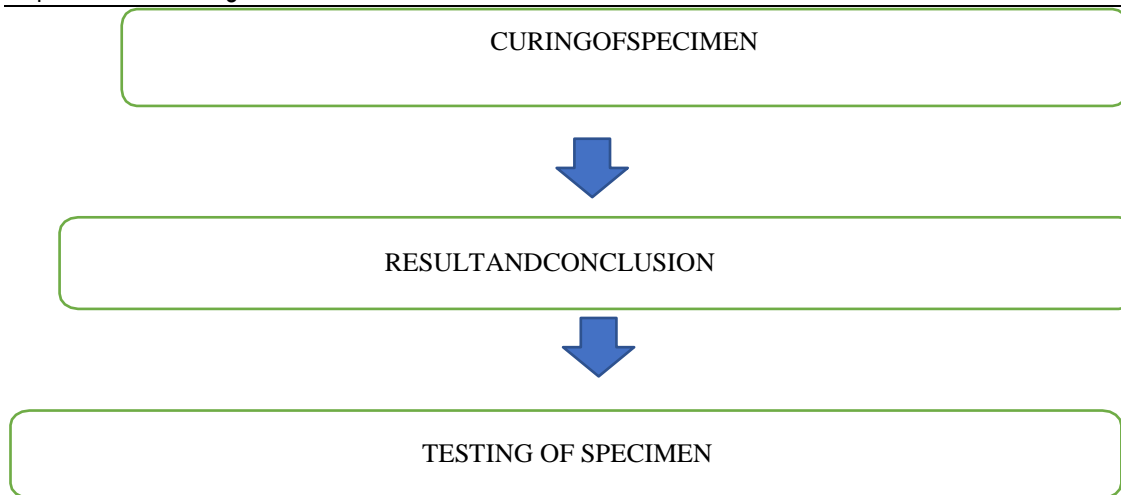 CURINGOFSPECIMEN
RESULTANDCONCLUSION
TESTING OF SPECIMEN